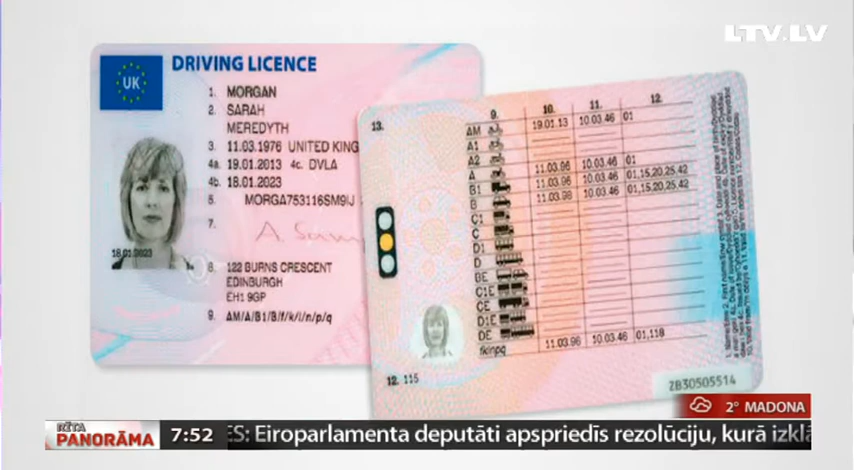 LTV.LV
UK
DRIVING LICENCE
1. MORGAN
2. SARAH
MEREDYTH
3. 11.03.1976 UNITED KING
4a. 19.01.2013 4c. DVLA
4b. 18.01.2023
5. MORGA753116SM9IJ
7.
18.01.2023
8. 122 BURNS CRESCENT
EDINBURGH
EH1 9GP
9. AM/A/B1/B/f/k/l/n/p/q
13.
9. 10. 11. 12.
AM 19.01.13 10.03.46 01
A1
A2
A 11.03.96 10.03.46 01
B1 11.03.96 10.03.46 01,15,20,25,42
B 11.03.96 10.03.46 01,15,20,25,42
C1
C
D1
D
BE
C1E
CE
D1E
DE
fklnpq 11.03.96 10.03.46 01,118
12. 115
2B30505514
2° MADONA
RĪTA
PANORĀMA
7:52
ES: Eiroparlamenta deputāti apspriedīs rezolūciju, kurā izklā